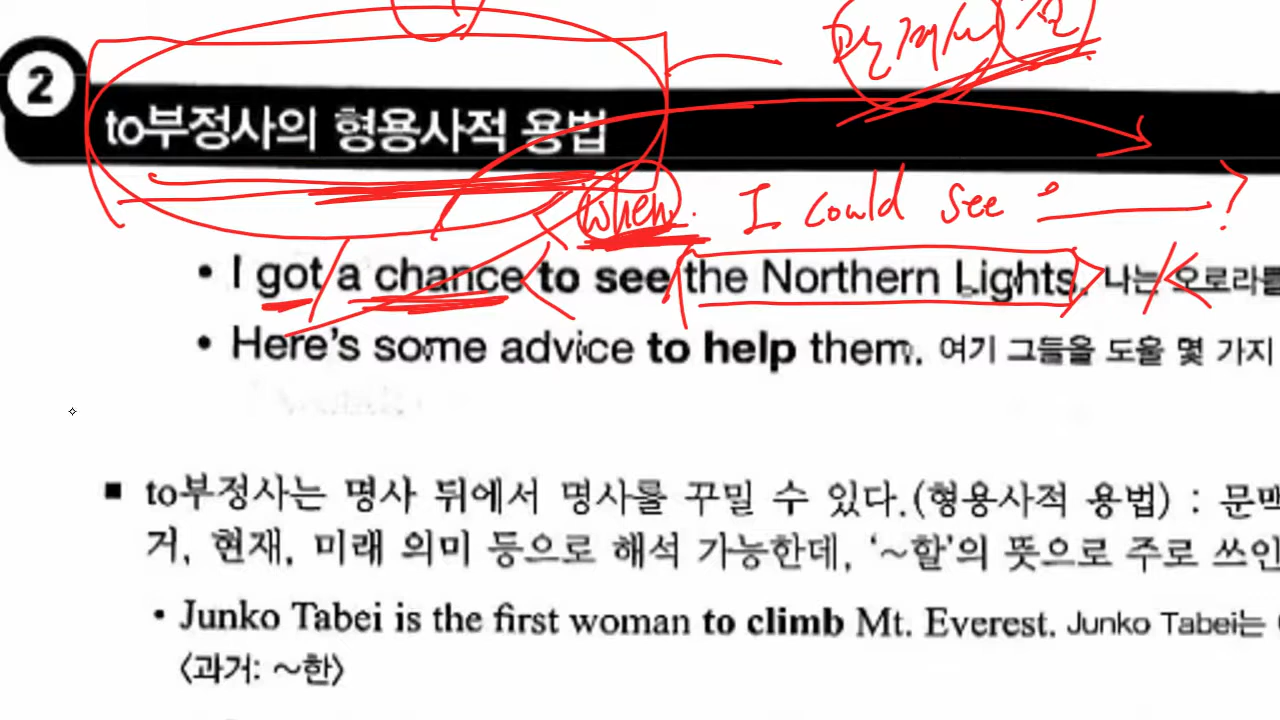 2
to부정사의 형용사적 용법
when. I could see ?
• I got a chance to see the Northern Lights. 나는 오로라를
• Here's some advice to help them. 여기 그들을 도울 몇 가지
■ to부정사는 명사 뒤에서 명사를 꾸밀 수 있다.(형용사적 용법) : 문맥
거, 현재, 미래 의미 등으로 해석 가능한데, '~할'의 뜻으로 주로 쓰인
• Junko Tabei is the first woman to climb Mt. Everest. Junko Tabei는
〈과거: ~한〉